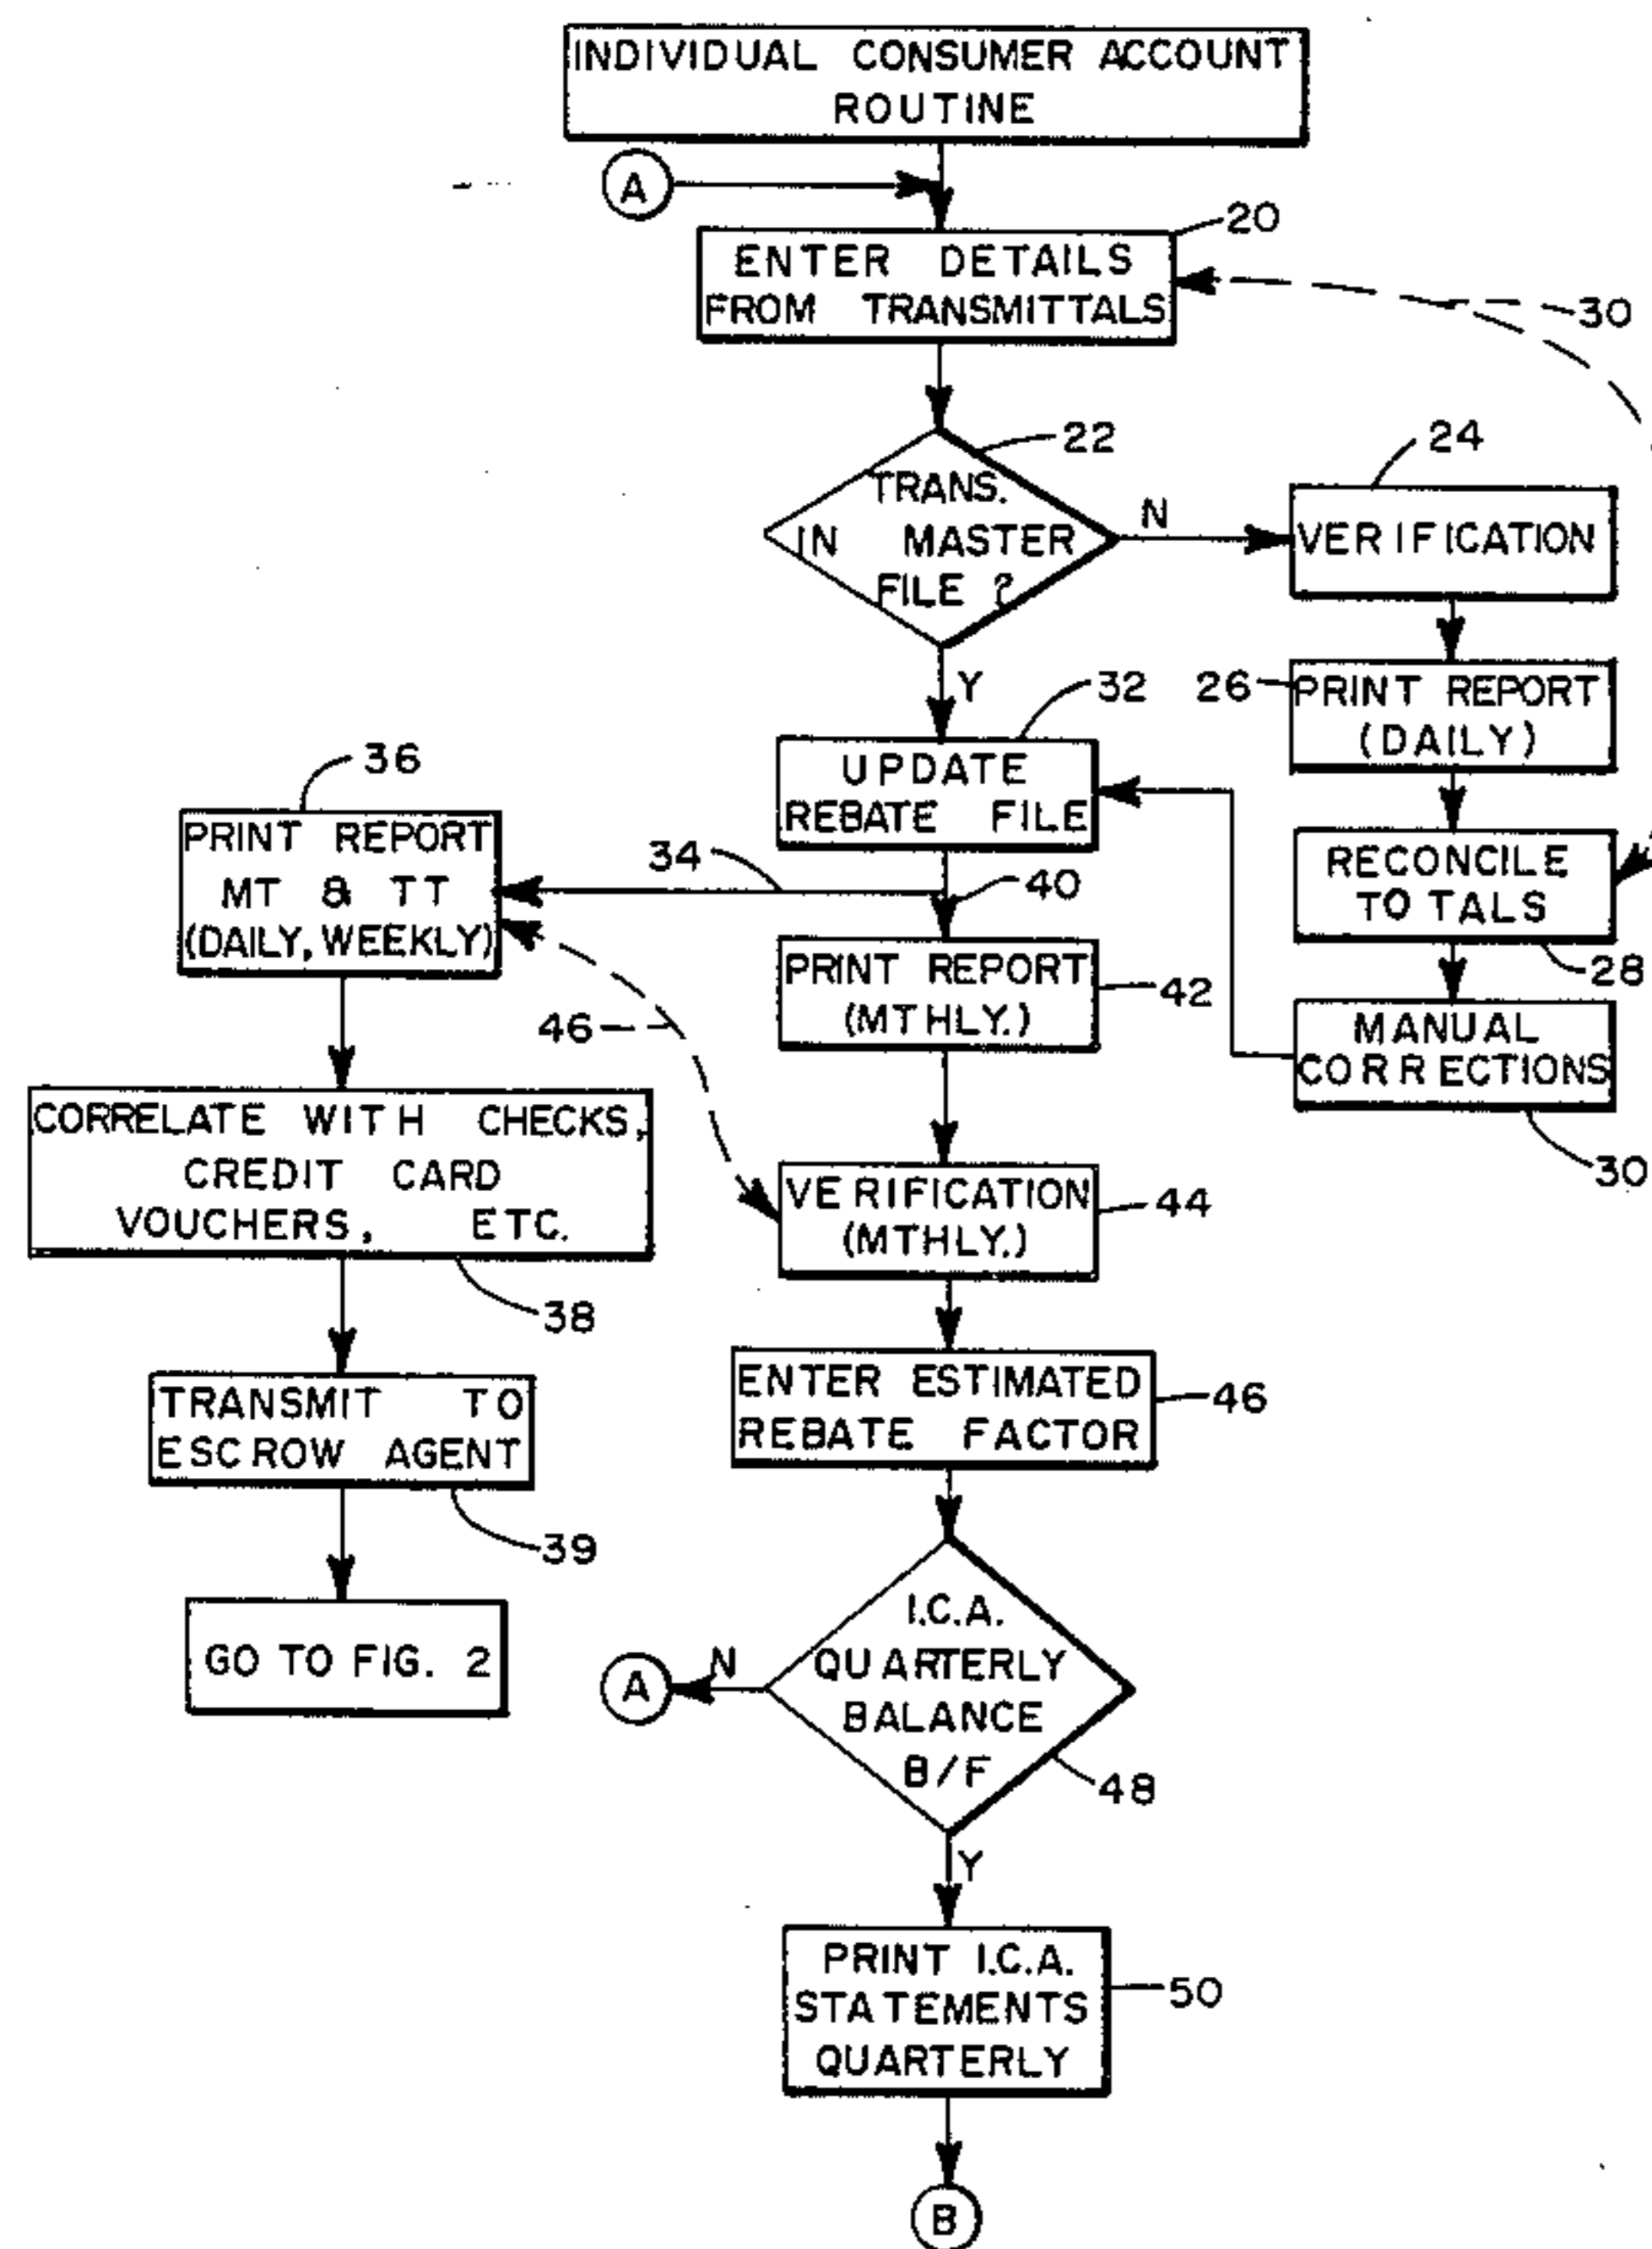 INDIVIDUAL CONSUMER ACCOUNT
ROUTINE
A
20
ENTER DETAILS
FROM TRANSMITTALS
30
22
TRANS.
IN MASTER
FILE ?
N
24
VERIFICATION
Y
32
26
PRINT REPORT
(DAILY)
UPDATE
REBATE FILE
36
PRINT REPORT
MT & TT
(DAILY, WEEKLY)
34
40
RECONCILE
TOTALS
28
PRINT REPORT
(MTHLY.)
42
46
MANUAL
CORRECTIONS
30
CORRELATE WITH CHECKS,
CREDIT CARD
VOUCHERS, ETC.
38
VERIFICATION
(MTHLY.)
44
TRANSMIT TO
ESCROW AGENT
39
ENTER ESTIMATED
REBATE FACTOR
46
GO TO FIG. 2
A
N
I.C.A.
QUARTERLY
BALANCE
B/F
48
Y
PRINT I.C.A.
STATEMENTS
QUARTERLY
50
B